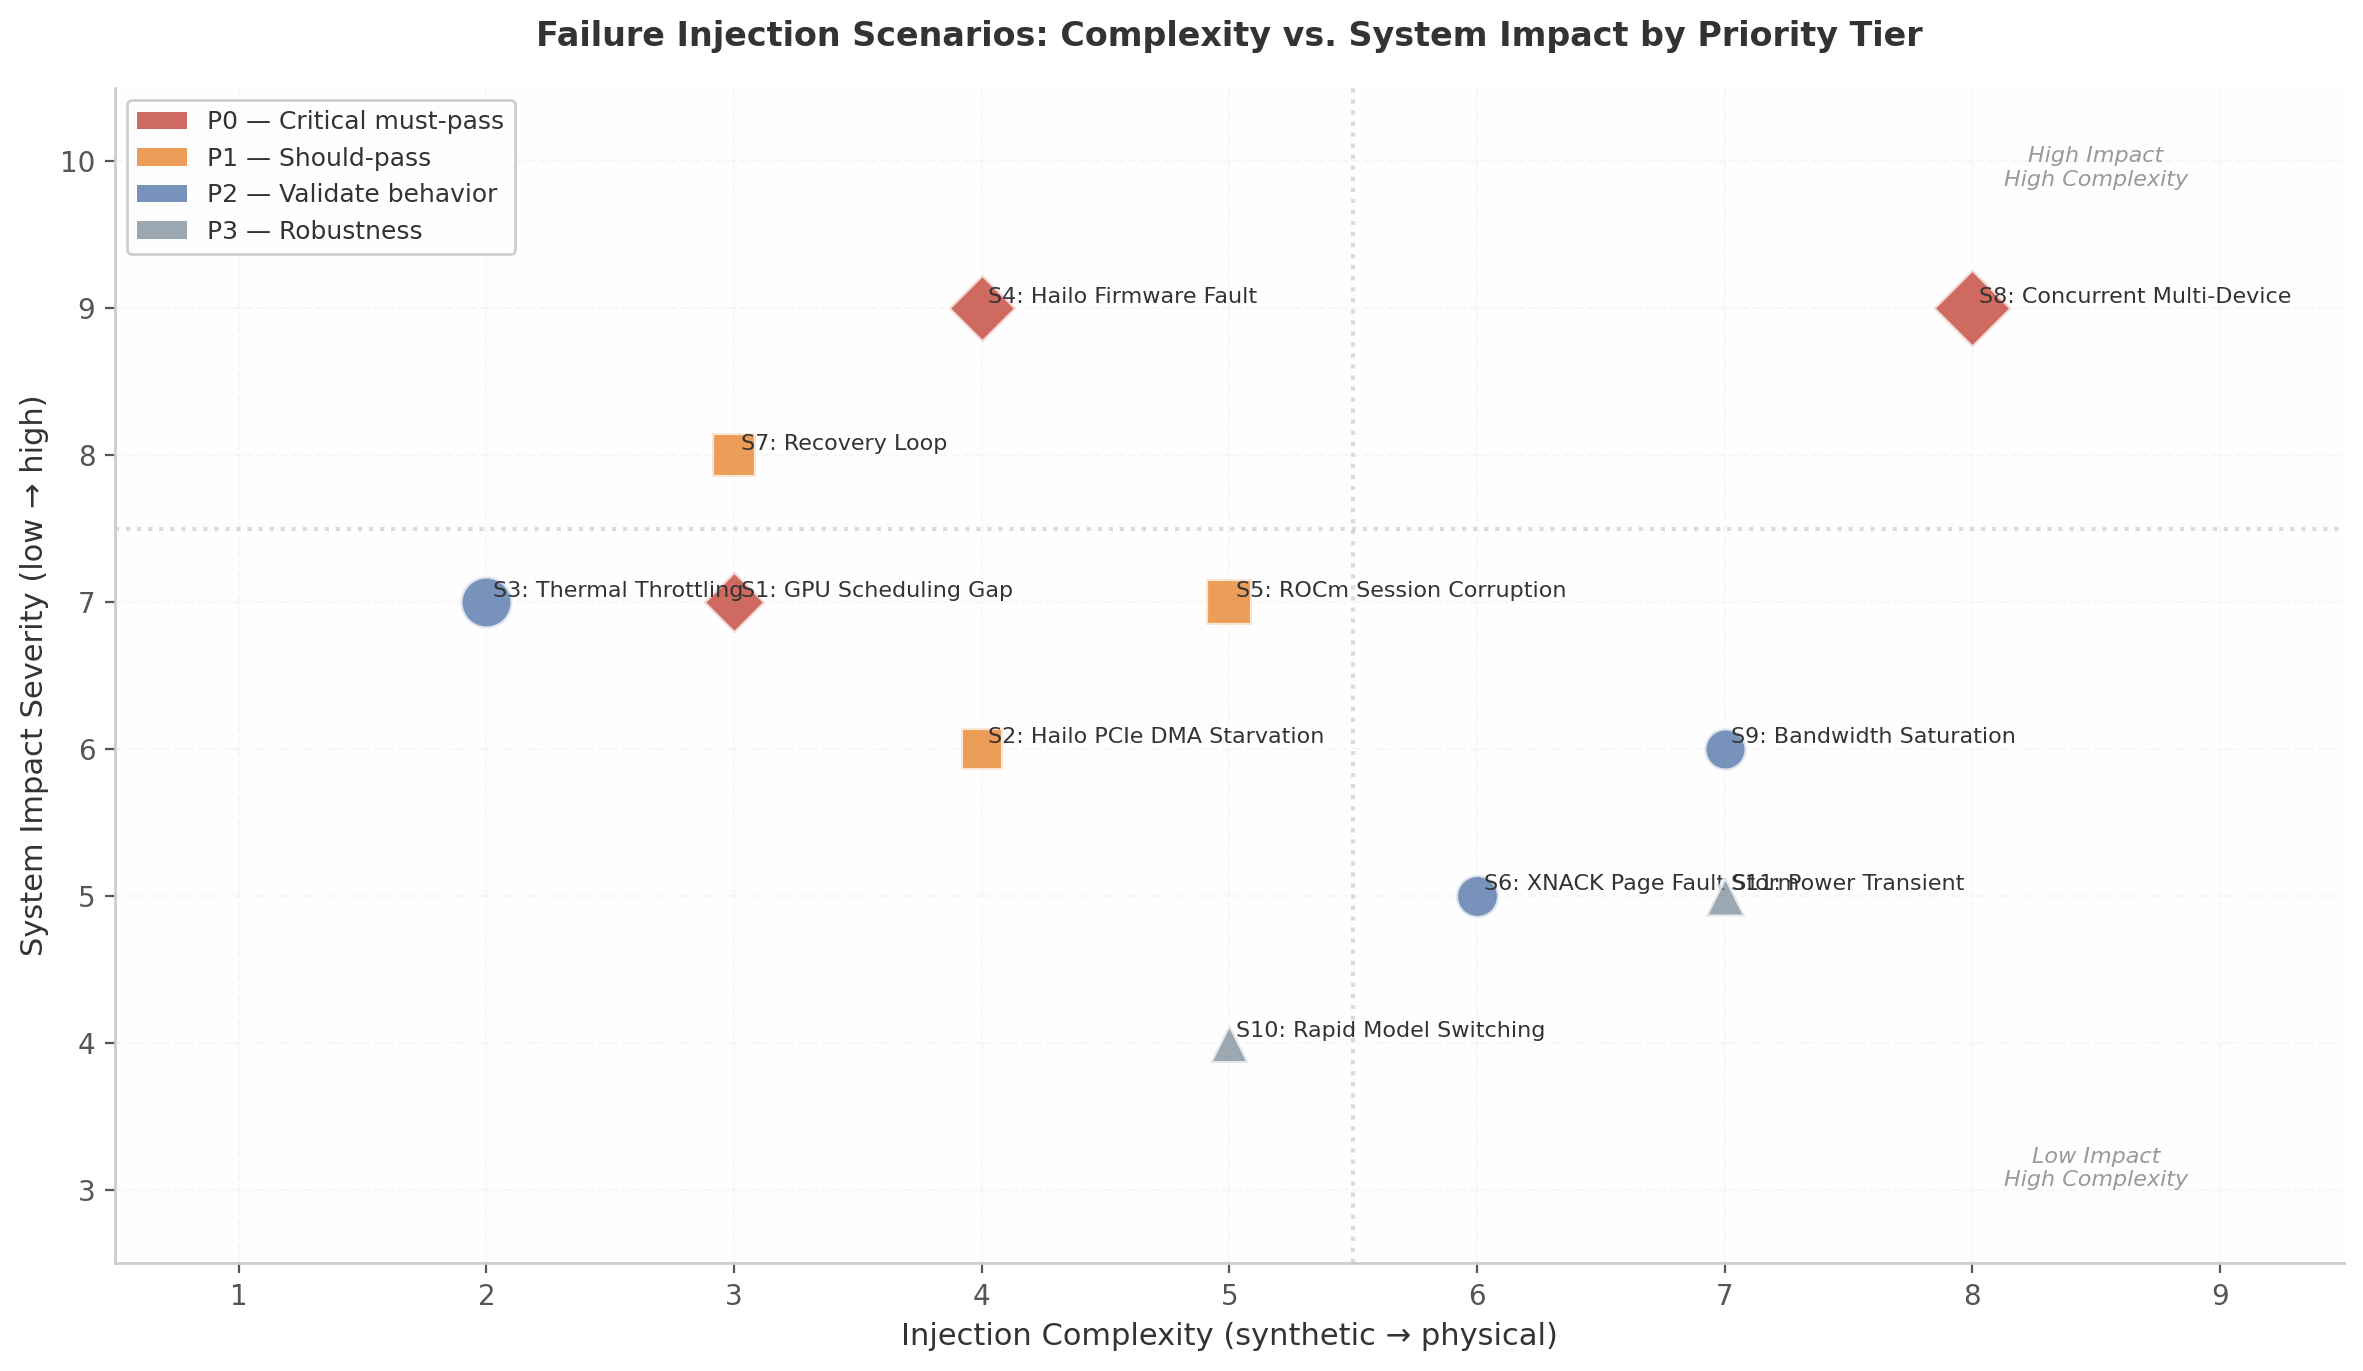 Failure Injection Scenarios: Complexity vs. System Impact by Priority Tier
P0 — Critical must-pass
P1 — Should-pass
P2 — Validate behavior
P3 — Robustness
High Impact
High Complexity
S4: Hailo Firmware Fault
S8: Concurrent Multi-Device
S7: Recovery Loop
S3: Thermal Throttling
S1: GPU Scheduling Gap
S5: ROCm Session Corruption
S2: Hailo PCIe DMA Starvation
S9: Bandwidth Saturation
S6: XNACK Page Fault Storm
S11: Power Transient
S10: Rapid Model Switching
Low Impact
High Complexity
System Impact Severity (low → high)
10
9
8
7
6
5
4
3
1 2 3 4 5 6 7 8 9
Injection Complexity (synthetic → physical)